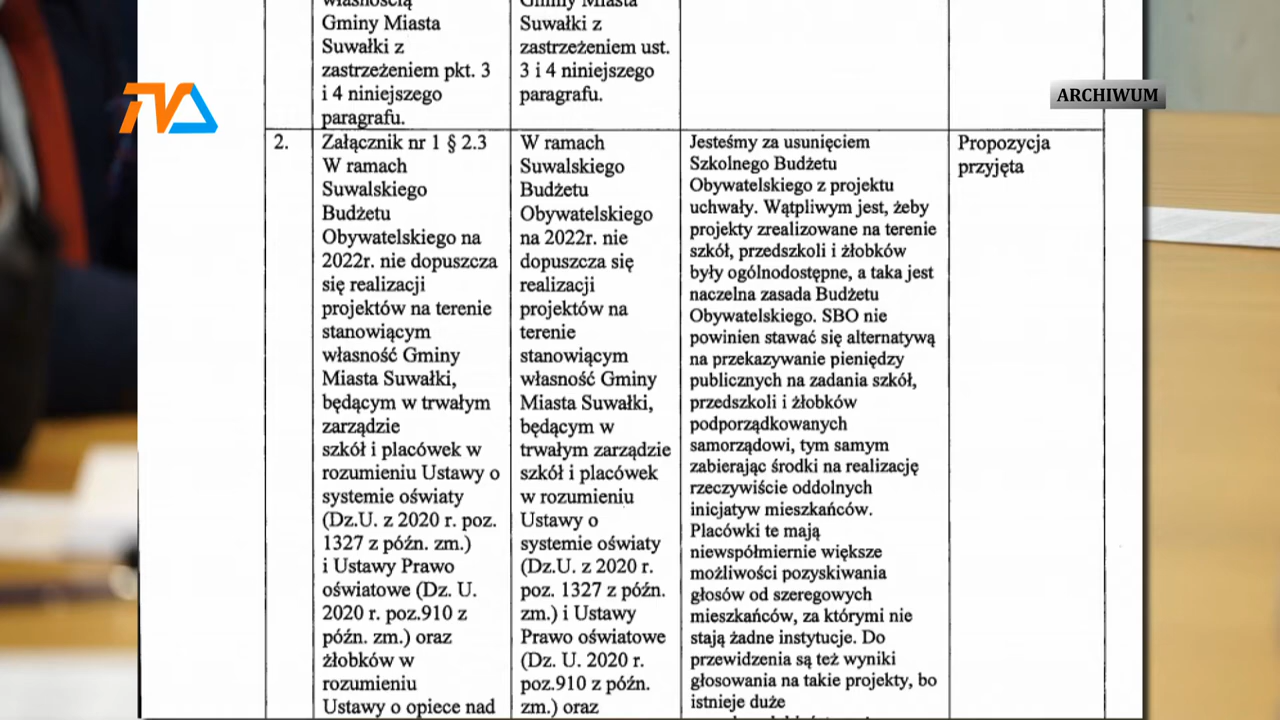 własnością
Gminy Miasta
Suwałki z
zastrzeżeniem pkt. 3
i 4 niniejszego
paragrafu.
Gminy Miasta
Suwałki z
zastrzeżeniem ust.
3 i 4 niniejszego
paragrafu.
TVA
ARCHIWUM
2.
Załącznik nr 1 § 2.3
W ramach
Suwalskiego
Budżetu
Obywatelskiego na
2022r. nie dopuszcza
się realizacji
projektów na terenie
stanowiącym
własność Gminy
Miasta Suwałki,
będącym w trwałym
zarządzie
szkół i placówek w
rozumieniu Ustawy o
systemie oświaty
(Dz.U. z 2020 r. poz.
1327 z późn. zm.)
i Ustawy Prawo
oświatowe (Dz. U.
2020 r. poz.910 z
późn. zm.) oraz
żłobków w
rozumieniu
Ustawy o opiece nad
W ramach
Suwalskiego
Budżetu
Obywatelskiego
na 2022r. nie
dopuszcza się
realizacji
projektów na
terenie
stanowiącym
własność Gminy
Miasta Suwałki,
będącym w
trwałym zarządzie
szkół i placówek
w rozumieniu
Ustawy o
systemie oświaty
(Dz.U. z 2020 r.
poz. 1327 z późn.
zm.) i Ustawy
Prawo oświatowe
(Dz. U. 2020 r.
poz.910 z późn.
zm.) oraz
Jesteśmy za usunięciem
Szkolnego Budżetu
Obywatelskiego z projektu
uchwały. Wątpliwym jest, żeby
projekty zrealizowane na terenie
szkół, przedszkoli i żłobków
były ogólnodostępne, a taka jest
naczelna zasada Budżetu
Obywatelskiego. SBO nie
powinien stawać się alternatywą
na przekazywanie pieniędzy
publicznych na zadania szkół,
przedszkoli i żłobków
podporządkowanych
samorządowi, tym samym
zabierając środki na realizację
rzeczywiście oddolnych
inicjatyw mieszkańców.
Placówki te mają
niewspółmiernie większe
możliwości pozyskiwania
głosów od szeregowych
mieszkańców, za którymi nie
stają żadne instytucje. Do
przewidzenia są też wyniki
głosowania na takie projekty, bo
istnieje duże
Propozycja
przyjęta